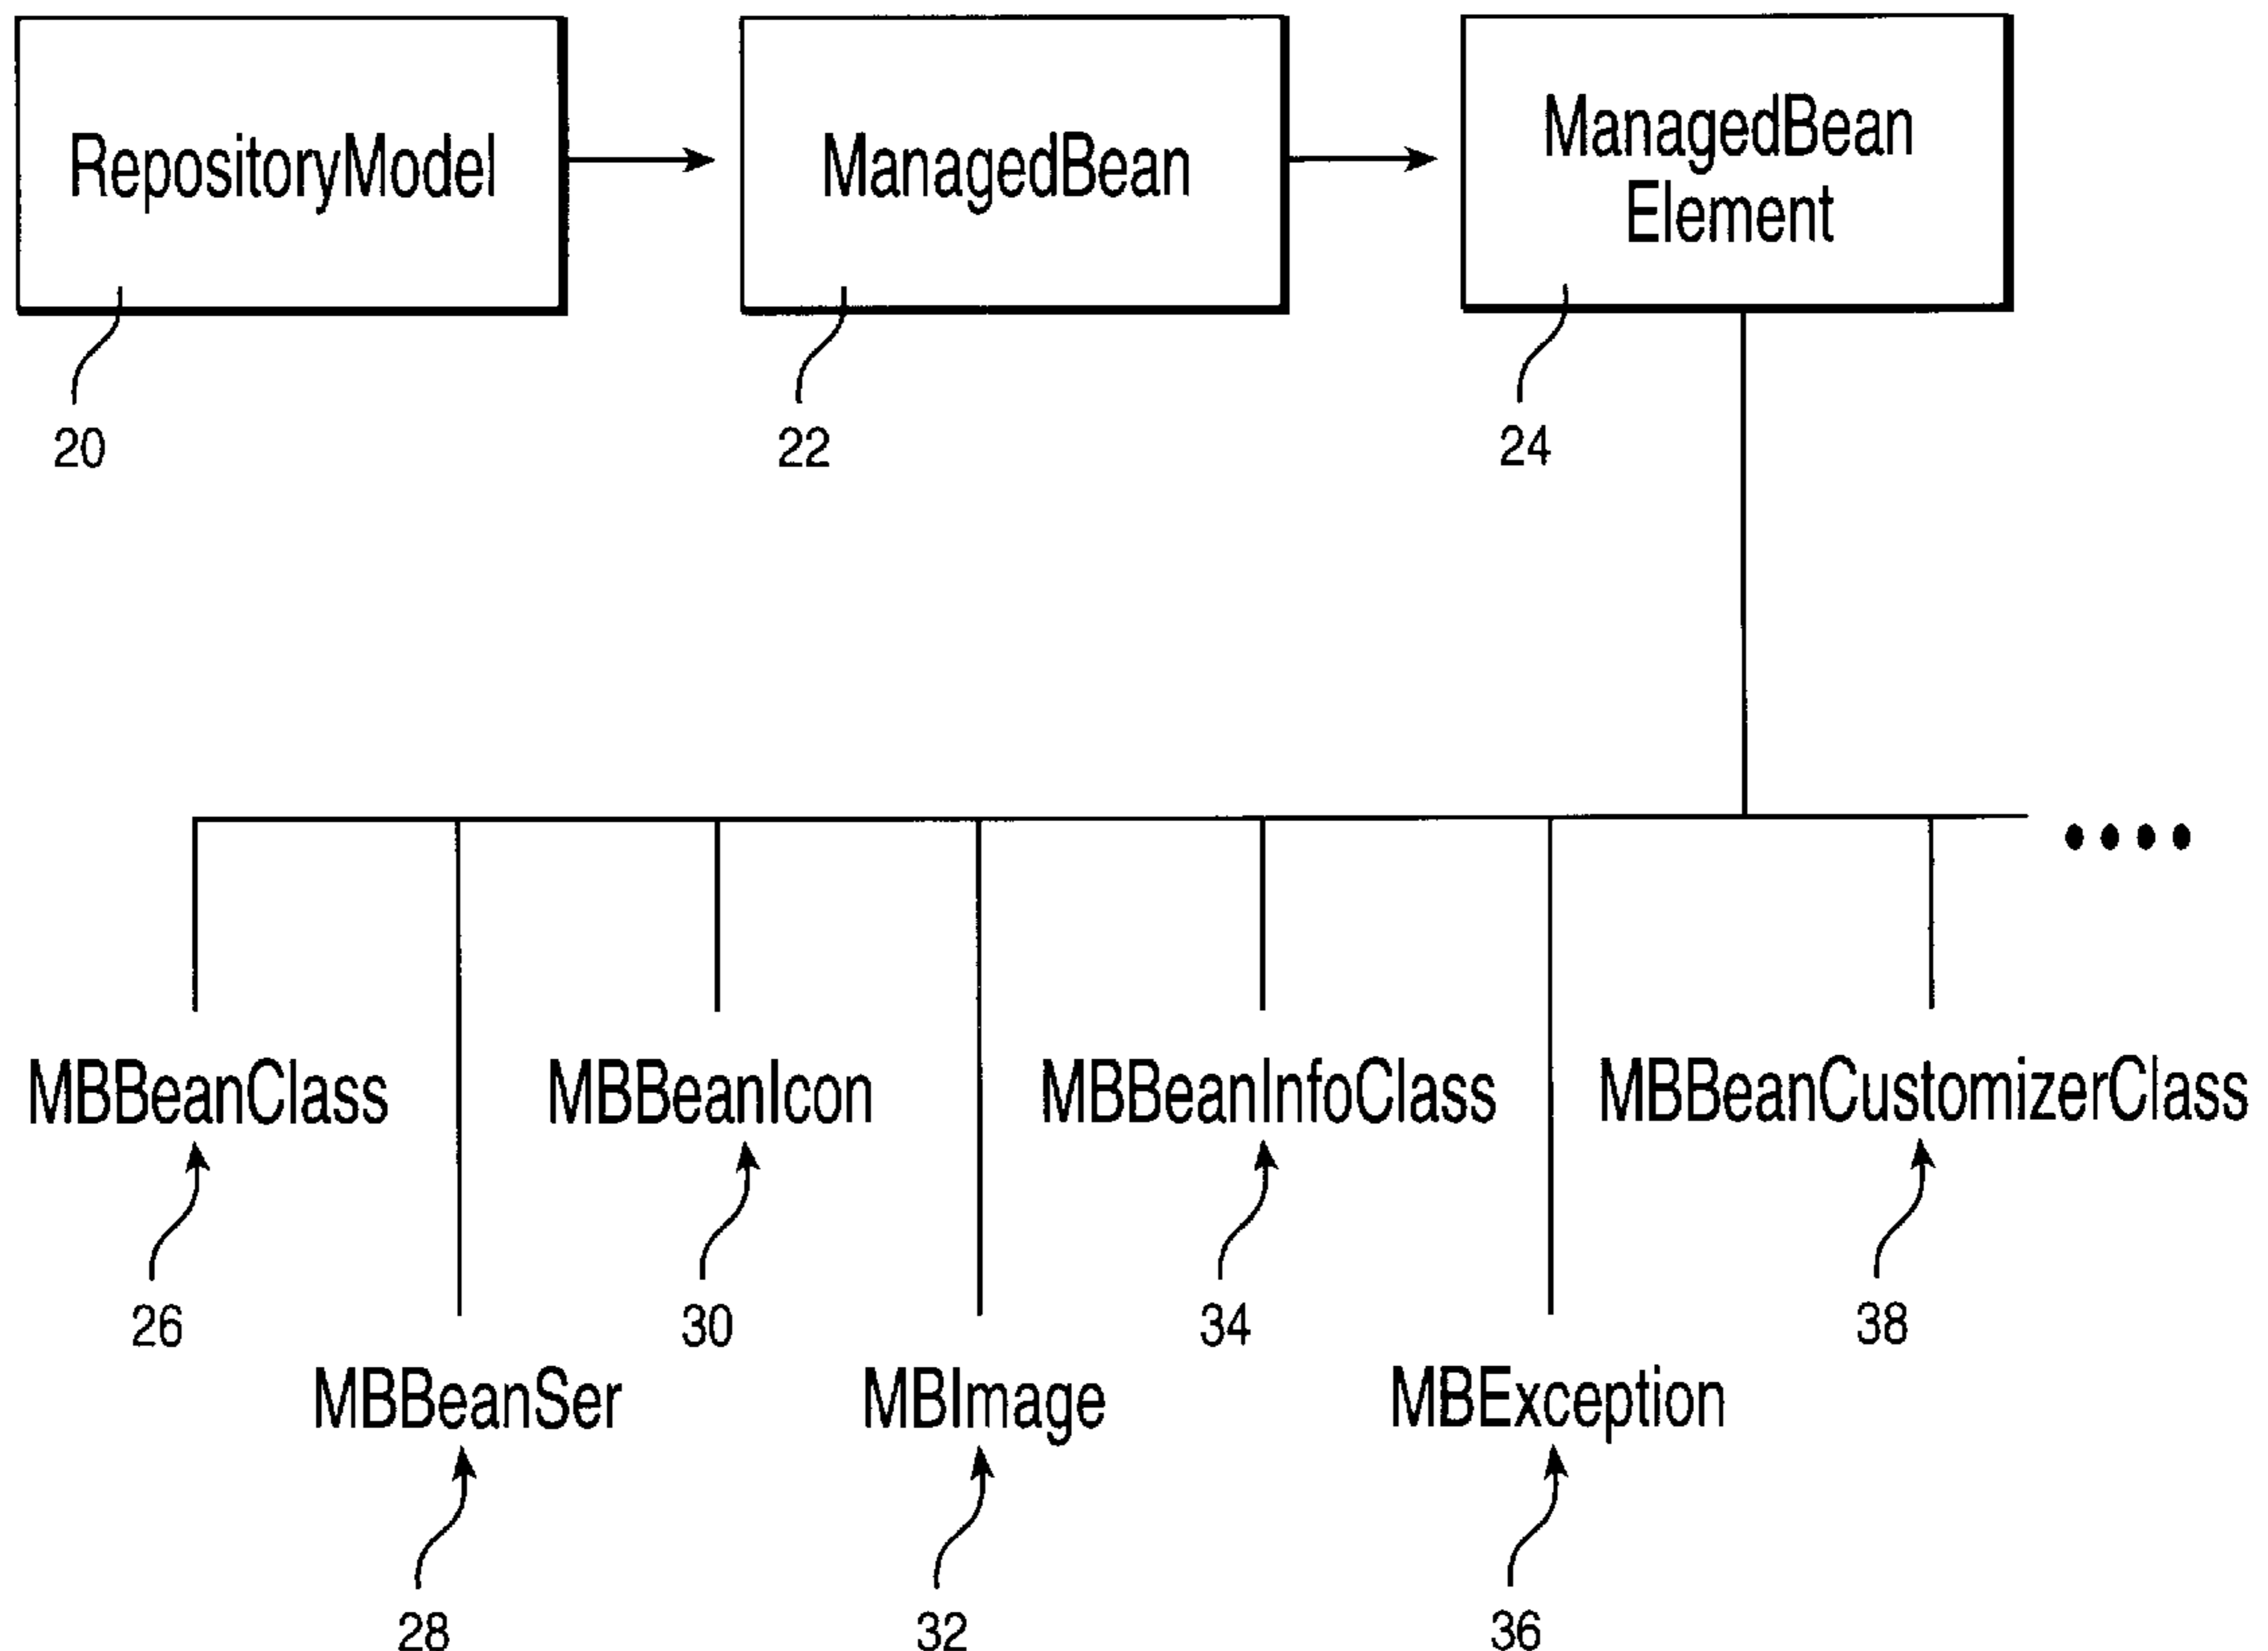 RepositoryModel
ManagedBean
ManagedBean
Element
20
22
24
MBBeanClass
MBBeanIcon
MBBeanInfoClass
MBBeanCustomizerClass
26
30
34
38
MBBeanSer
MBImage
MBException
28
32
36